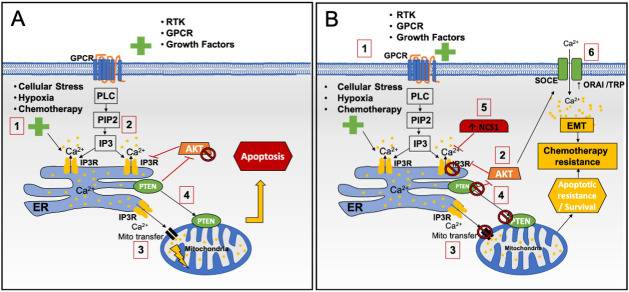 A
• RTK
• GPCR
• Growth Factors
GPCR
• Cellular Stress
• Hypoxia
• Chemotherapy
PLC
PIP2
IP3
1
2
Ca²⁺
Ca²⁺
IP3R
IP3R
AKT
Apoptosis
Ca²⁺
PTEN
4
ER
IP3R
Ca²⁺
Mito transfer
PTEN
3
Mitochondria
B
• RTK
• GPCR
• Growth Factors
1
GPCR
Ca²⁺
6
SOCE
ORAI /TRP
• Cellular Stress
• Hypoxia
• Chemotherapy
PLC
PIP2
IP3
5
↑ NCS1
Ca²⁺
EMT
Ca²⁺
Ca²⁺
IP3R
IP3R
2
AKT
Chemotherapy
resistance
Ca²⁺
PTEN
4
Apoptotic
resistance
/ Survival
ER
IP3R
Ca²⁺
Mito transfer
PTEN
3
Mitochondria